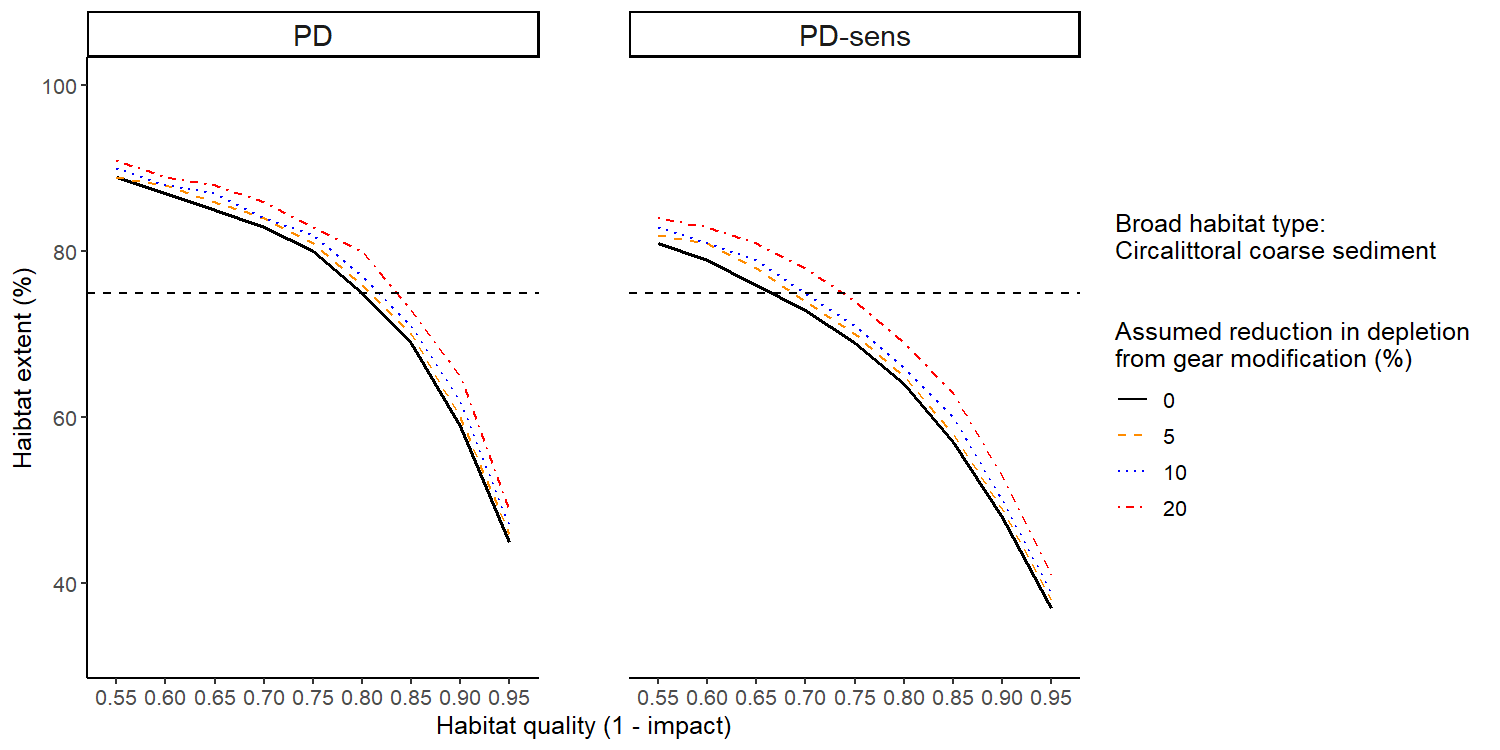 PD
PD-sens
100
80
60
40
Haibtat extent (%)
0.55 0.60 0.65 0.70 0.75 0.80 0.85 0.90 0.95
0.55 0.60 0.65 0.70 0.75 0.80 0.85 0.90 0.95
Habitat quality (1 - impact)
Broad habitat type:
Circalittoral coarse sediment
Assumed reduction in depletion
from gear modification (%)
0
5
10
20